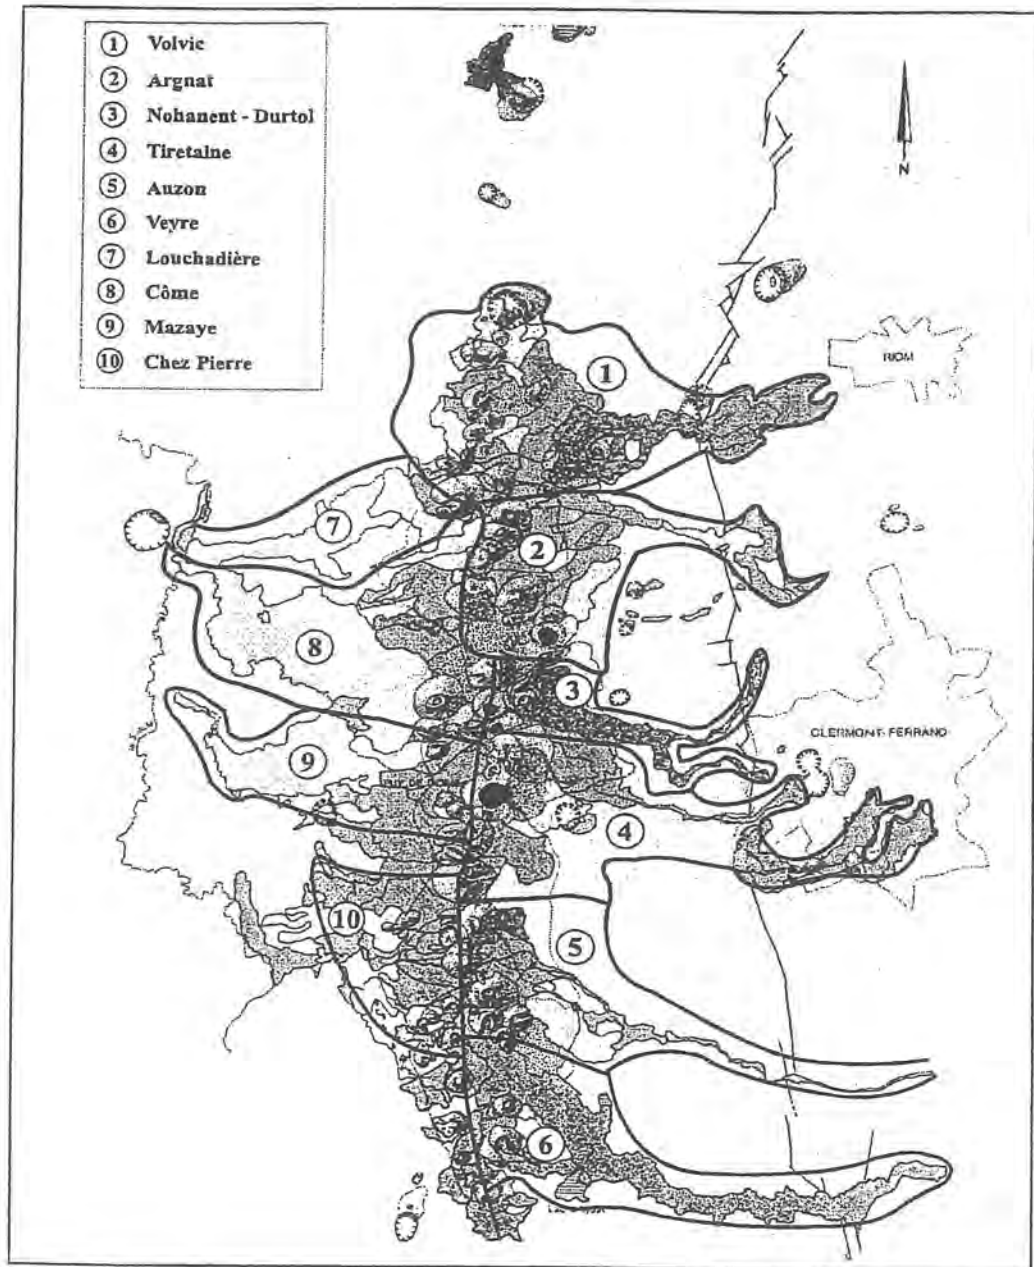 ① Volvic
② Argnat
③ Nohanent - Durtol
④ Tiretaine
⑤ Auzon
⑥ Veyre
⑦ Louchadière
⑧ Côme
⑨ Mazaye
⑩ Chez Pierre
N
RIOM
①
⑦
②
⑧
③
CLERMONT-FERRAND
⑨
④
⑩
⑤
⑥